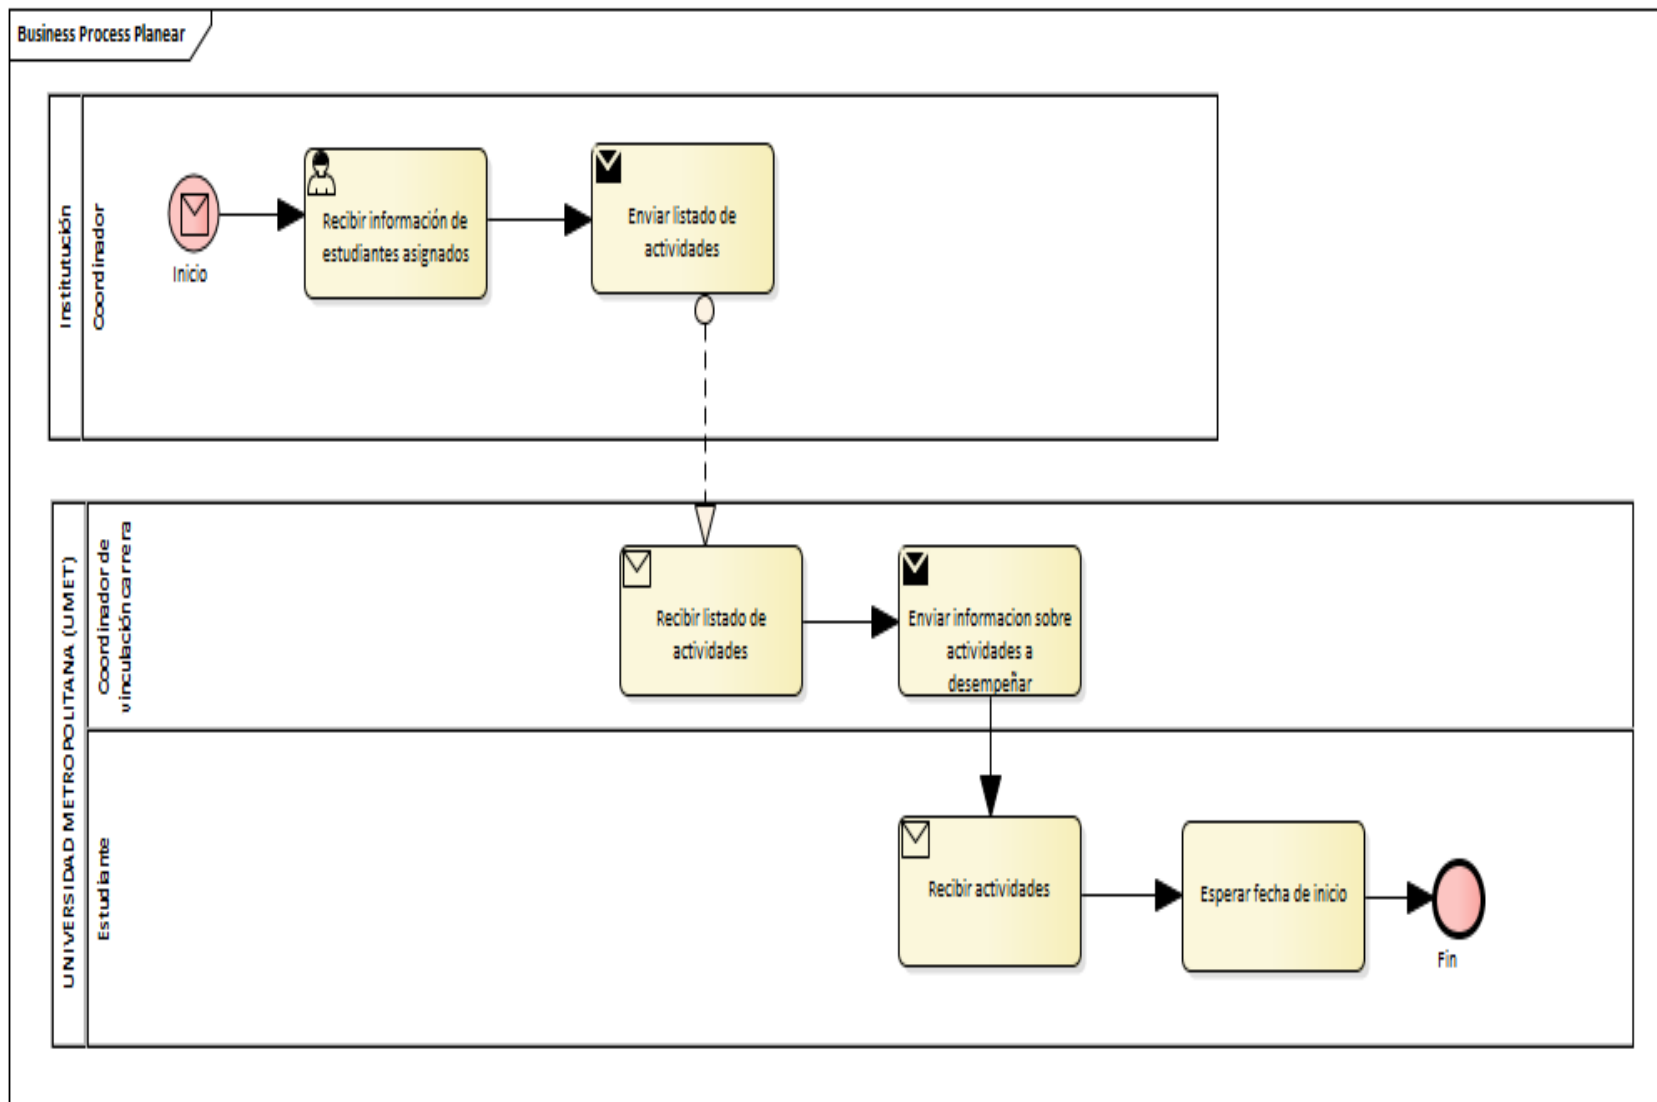 Business Process Planear
Institutución
Coordinador
Inicio
Recibir información de
estudiantes asignados
Enviar listado de
actividades
UNIVERSIDAD METROPOLITANA (UMET)
Coordinador de
vinculación carrera
Recibir listado de
actividades
Enviar informacion sobre
actividades a
desempeñar
Estudiante
Recibir actividades
Esperar fecha de inicio
Fin